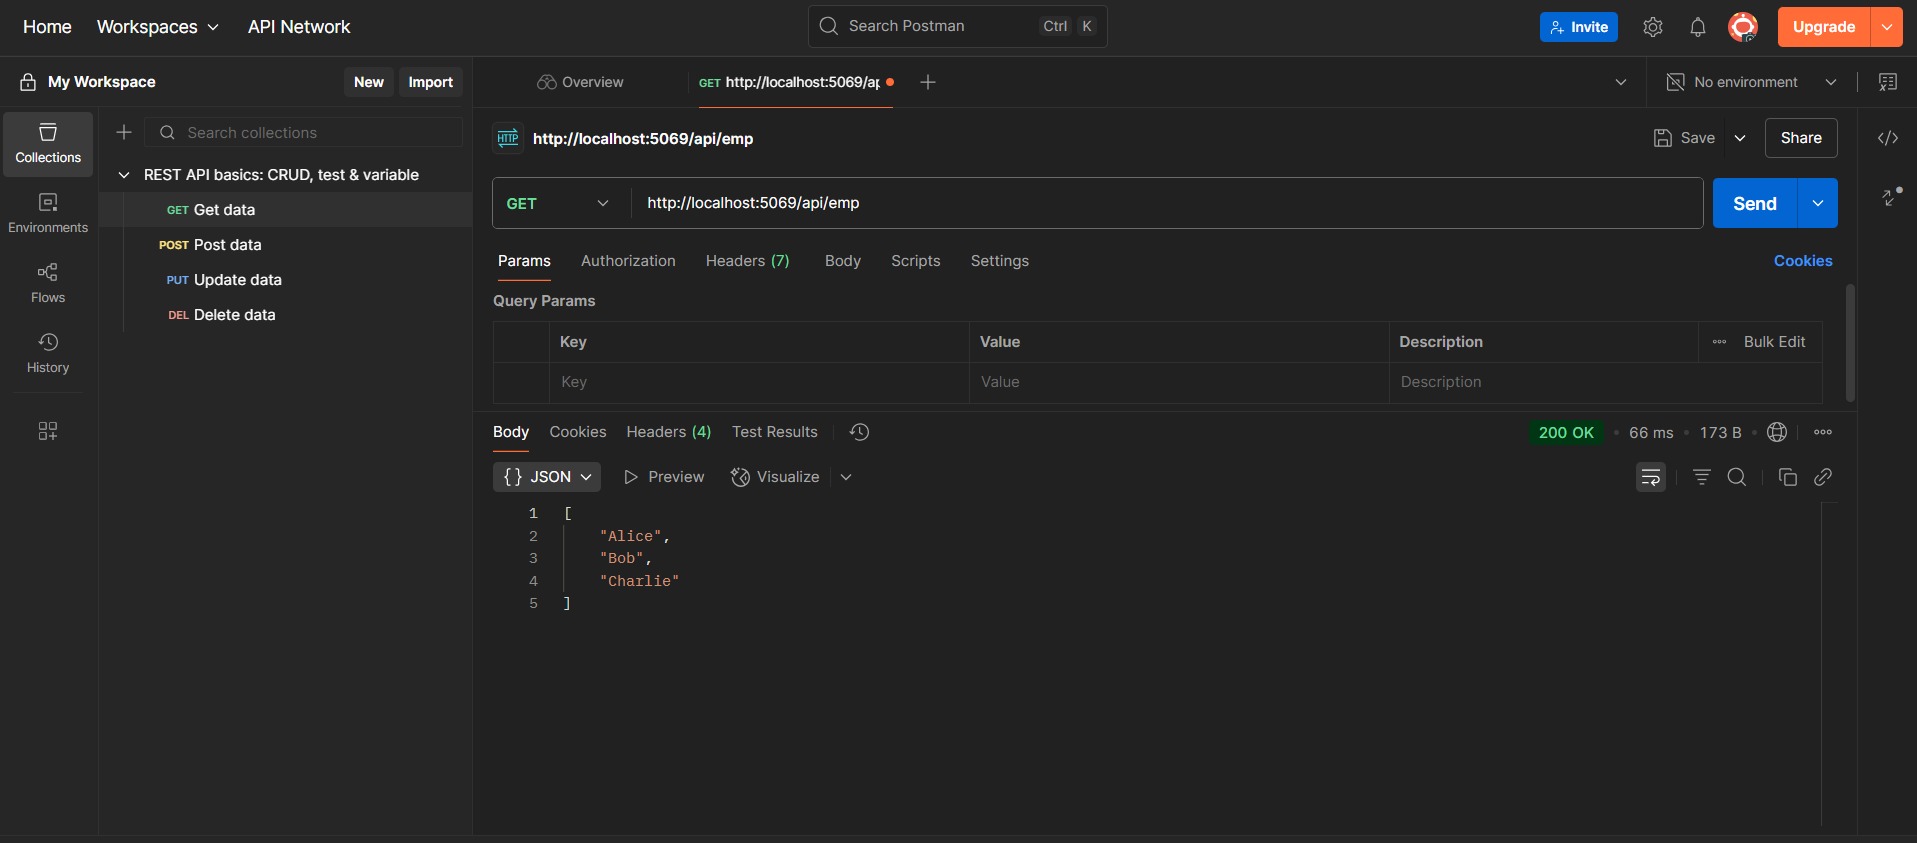 Home Workspaces API Network Search Postman Ctrl K Invite Upgrade
My Workspace New Import
Overview GET http://localhost:5069/ap No environment
Collections
Environments
Flows
History
Search collections
REST API basics: CRUD, test & variable
GET Get data
POST Post data
PUT Update data
DEL Delete data
HTTP http://localhost:5069/api/emp Save Share
GET http://localhost:5069/api/emp Send
Params Authorization Headers (7) Body Scripts Settings Cookies
Query Params
Key Value Description Bulk Edit
Key Value Description
Body Cookies Headers (4) Test Results 200 OK 66 ms 173 B
{} JSON Preview Visualize
1 [
2 "Alice",
3 "Bob",
4 "Charlie"
5 ]